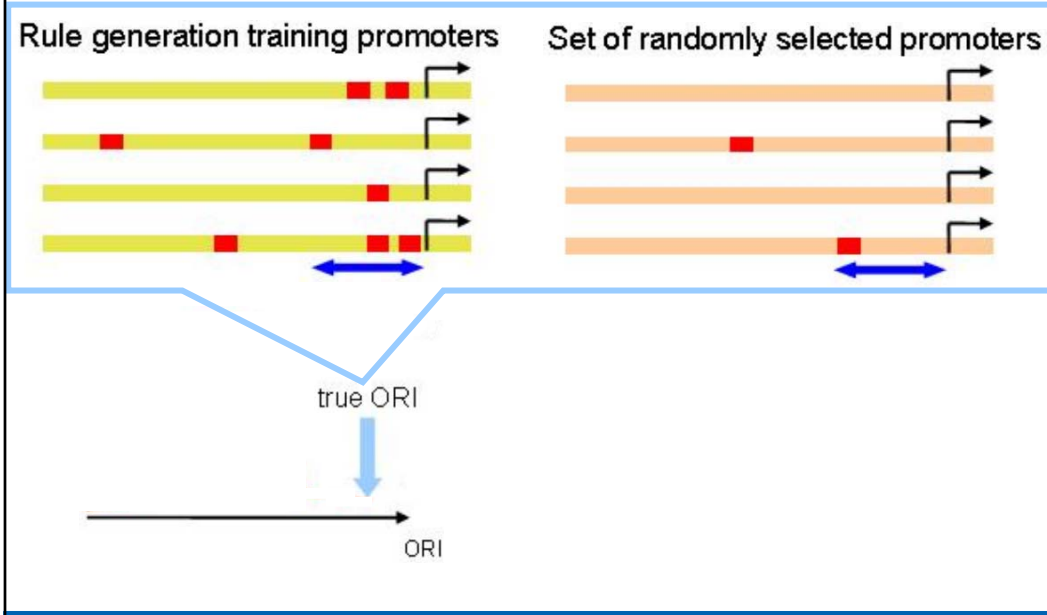 Rule generation training promoters
Set of randomly selected promoters
true ORI
ORI